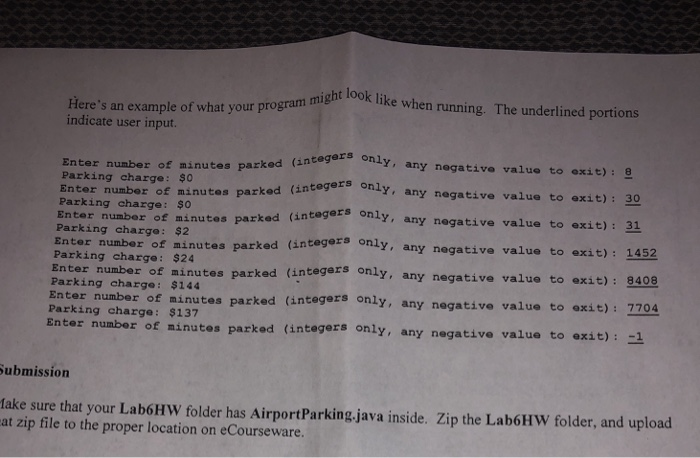 Here's an example of what your program might look like when running. The underlined portions
indicate user input.
Enter number of minutes parked (integers only, any negative value to exit): 8
Parking charge: $0
Enter number of minutes parked (integers only, any negative value to exit): 30
Parking charge: $0
Enter number of minutes parked (integers only, any negative value to exit): 31
Parking charge: $2
Enter number of minutes parked (integers only, any negative value to exit): 1452
Parking charge: $24
Enter number of minutes parked (integers only, any negative value to exit): 8408
Parking charge: $144
Enter number of minutes parked (integers only, any negative value to exit): 7704
Parking charge: $137
Enter number of minutes parked (integers only, any negative value to exit): -1
Submission
Make sure that your Lab6HW folder has AirportParking.java inside. Zip the Lab6HW folder, and upload
at zip file to the proper location on eCourseware.